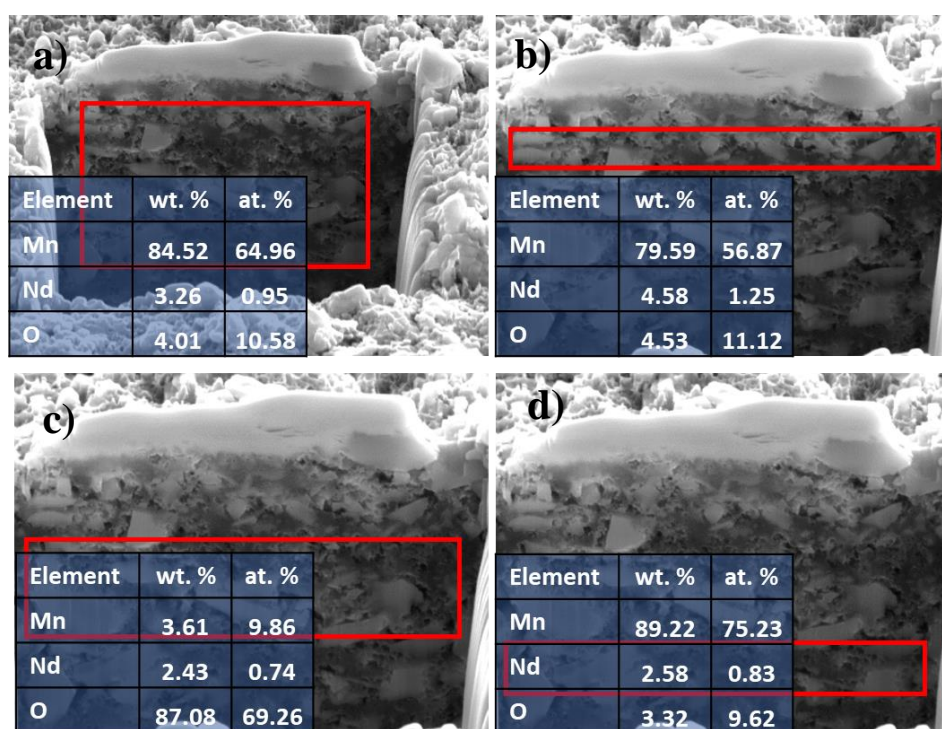 a)
Element wt. % at. %
Mn 84.52 64.96
Nd 3.26 0.95
O 4.01 10.58
b)
Element wt. % at. %
Mn 79.59 56.87
Nd 4.58 1.25
O 4.53 11.12
c)
Element wt. % at. %
Mn 3.61 9.86
Nd 2.43 0.74
O 87.08 69.26
d)
Element wt. % at. %
Mn 89.22 75.23
Nd 2.58 0.83
O 3.32 9.62